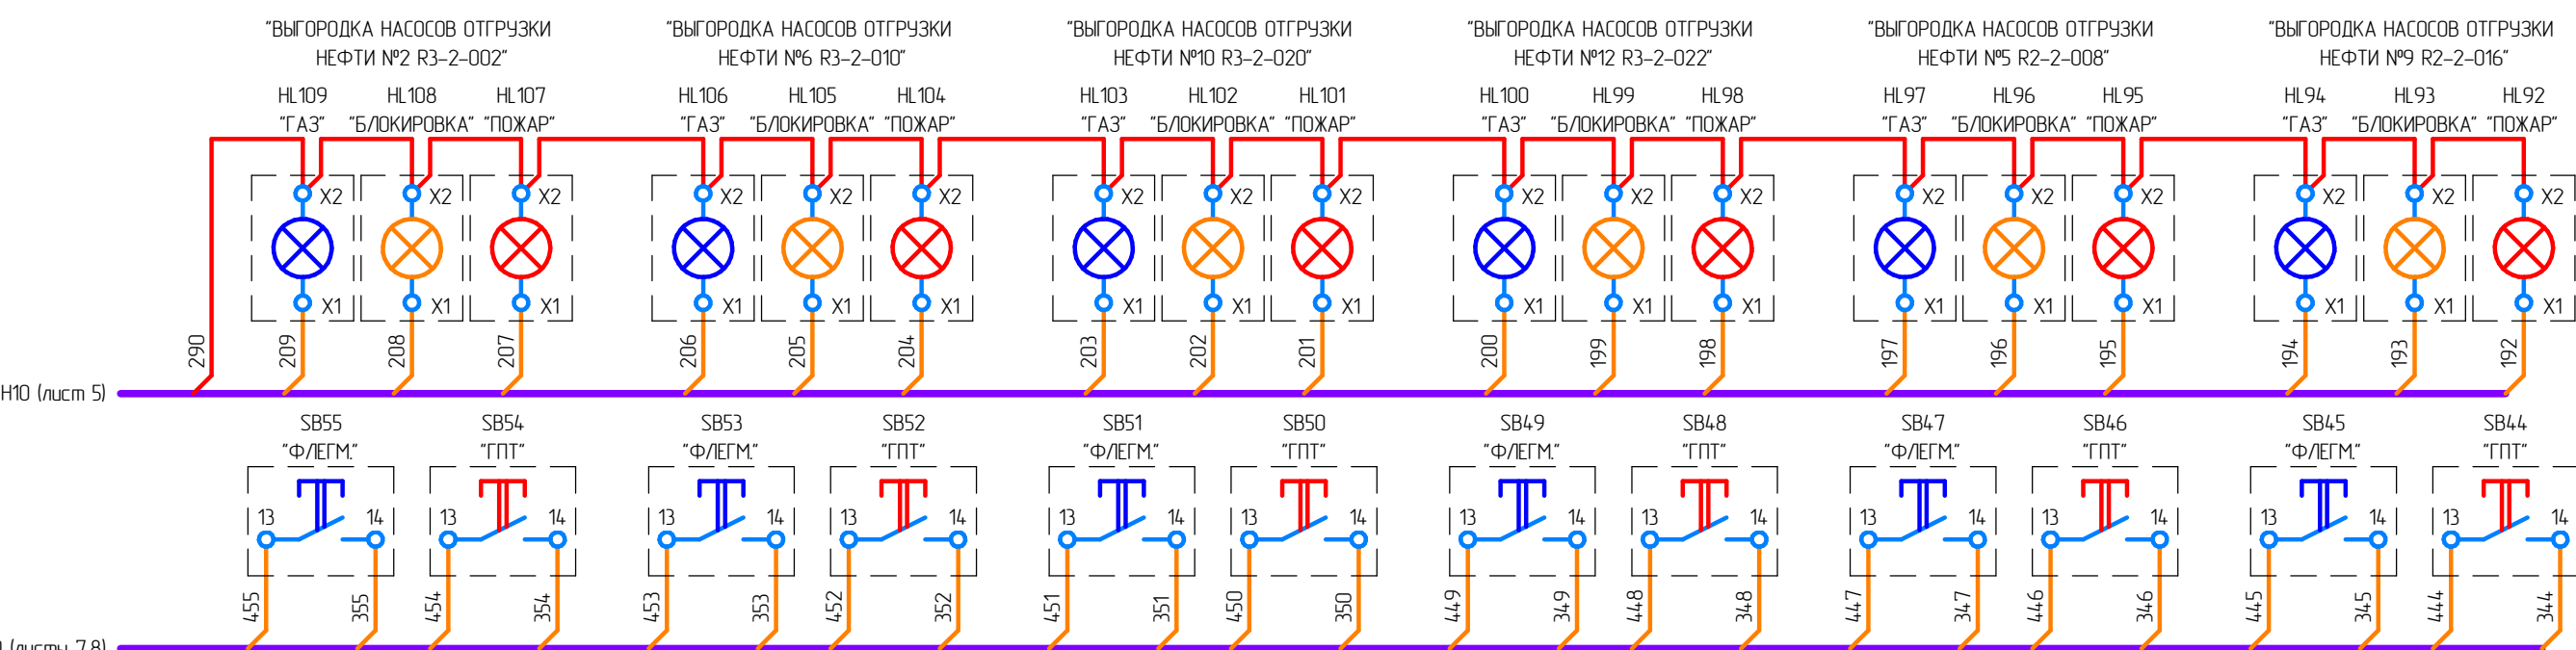 "ВЫГОРОДКА НАСОСОВ ОТГРУЗКИ
НЕФТИ №2 R3-2-002"
"ВЫГОРОДКА НАСОСОВ ОТГРУЗКИ
НЕФТИ №6 R3-2-010"
"ВЫГОРОДКА НАСОСОВ ОТГРУЗКИ
НЕФТИ №10 R3-2-020"
"ВЫГОРОДКА НАСОСОВ ОТГРУЗКИ
НЕФТИ №12 R3-2-022"
"ВЫГОРОДКА НАСОСОВ ОТГРУЗКИ
НЕФТИ №5 R2-2-008"
"ВЫГОРОДКА НАСОСОВ ОТГРУЗКИ
НЕФТИ №9 R2-2-016"
HL109 HL108 HL107 HL106 HL105 HL104 HL103 HL102 HL101 HL100 HL99 HL98 HL97 HL96 HL95 HL94 HL93 HL92
"ГАЗ" "БЛОКИРОВКА" "ПОЖАР" "ГАЗ" "БЛОКИРОВКА" "ПОЖАР" "ГАЗ" "БЛОКИРОВКА" "ПОЖАР" "ГАЗ" "БЛОКИРОВКА" "ПОЖАР" "ГАЗ" "БЛОКИРОВКА" "ПОЖАР" "ГАЗ" "БЛОКИРОВКА" "ПОЖАР"
X2 X2 X2 X2 X2 X2 X2 X2 X2 X2 X2 X2 X2 X2 X2 X2 X2 X2
X1 X1 X1 X1 X1 X1 X1 X1 X1 X1 X1 X1 X1 X1 X1 X1 X1 X1
290 209 208 207 206 205 204 203 202 201 200 199 198 197 196 195 194 193 192
Н10 (лист 5)
SB55 SB54 SB53 SB52 SB51 SB50 SB49 SB48 SB47 SB46 SB45 SB44
"ФЛЕГМ." "ГПТ" "ФЛЕГМ." "ГПТ" "ФЛЕГМ." "ГПТ" "ФЛЕГМ." "ГПТ" "ФЛЕГМ." "ГПТ" "ФЛЕГМ." "ГПТ"
13 14 13 14 13 14 13 14 13 14 13 14 13 14 13 14 13 14 13 14 13 14 13 14
455 355 454 354 453 353 452 352 451 351 450 350 449 349 448 348 447 347 446 346 445 345 444 344
(листы 7,8)